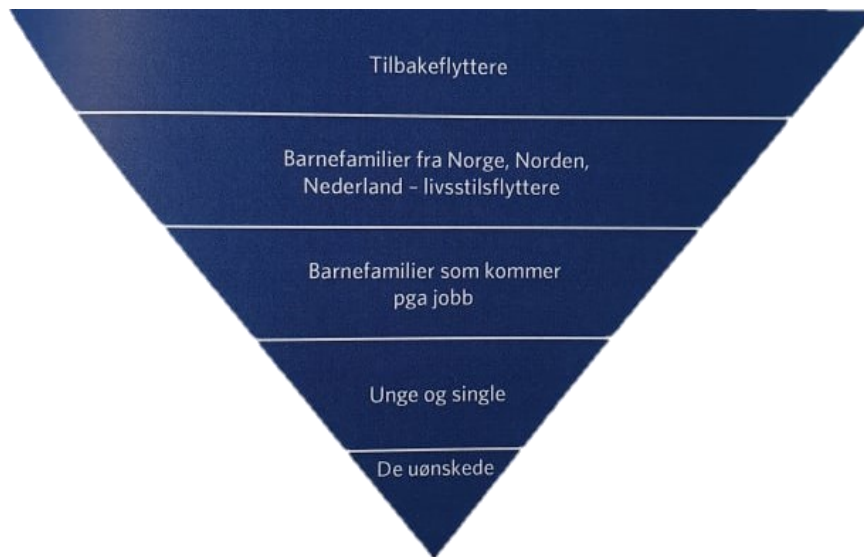 Tilbakeflyttere
Barnefamilier fra Norge, Norden,
Nederland – livsstilsflyttere
Barnefamilier som kommer
pga jobb
Unge og single
De uønskede